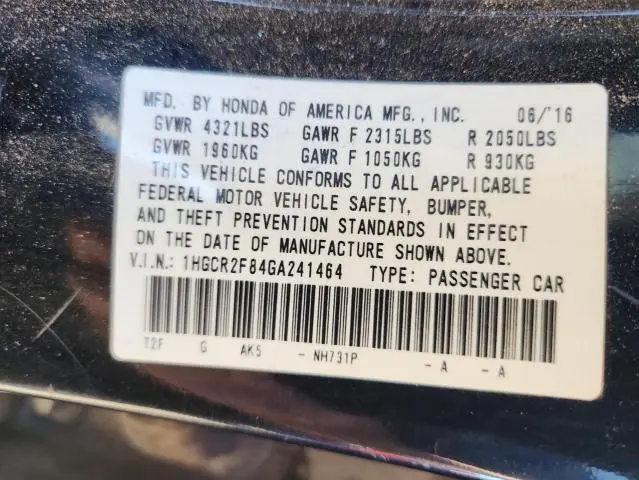 MFD. BY HONDA OF AMERICA MFG., INC. 06/'16
GVWR 4321LBS GAWR F 2315LBS R 2050LBS
GVWR 1960KG GAWR F 1050KG R 930KG
THIS VEHICLE CONFORMS TO ALL APPLICABLE
FEDERAL MOTOR VEHICLE SAFETY, BUMPER,
AND THEFT PREVENTION STANDARDS IN EFFECT
ON THE DATE OF MANUFACTURE SHOWN ABOVE.
V.I.N.: 1HGCR2F84GA241464 TYPE: PASSENGER CAR
T2F G AK5 - NH731P - A - A